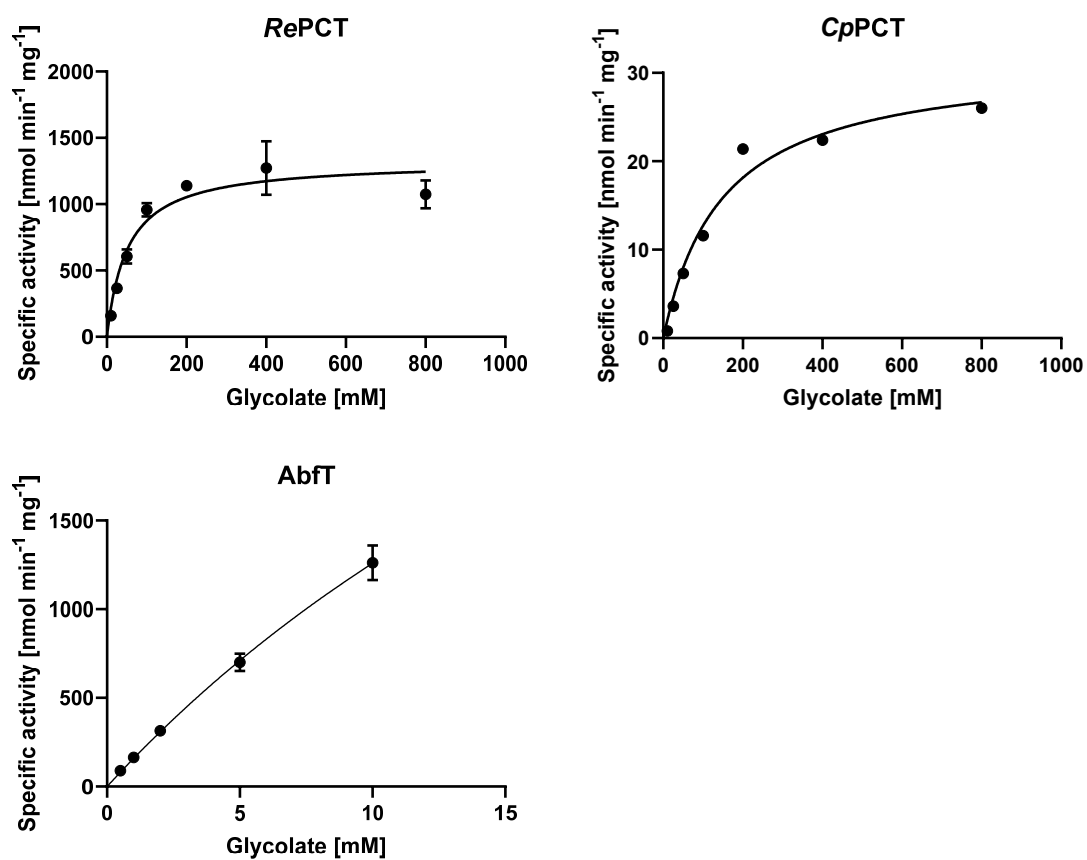 RePCT
Specific activity [nmol min⁻¹ mg⁻¹]
2000
1500
1000
500
0
0 200 400 600 800 1000
Glycolate [mM]
CpPCT
Specific activity [nmol min⁻¹ mg⁻¹]
30
20
10
0
0 200 400 600 800 1000
Glycolate [mM]
AbfT
Specific activity [nmol min⁻¹ mg⁻¹]
1500
1000
500
0
0 5 10 15
Glycolate [mM]